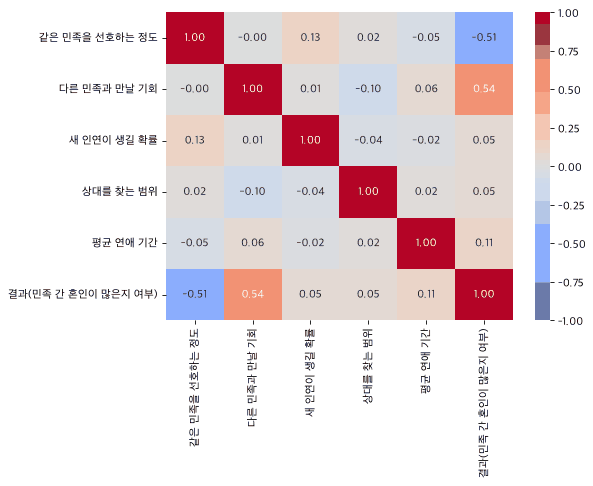 같은 민족을 선호하는 정도 1.00 -0.00 0.13 0.02 -0.05 -0.51
다른 민족과 만날 기회 -0.00 1.00 0.01 -0.10 0.06 0.54
새 인연이 생길 확률 0.13 0.01 1.00 -0.04 -0.02 0.05
상대를 찾는 범위 0.02 -0.10 -0.04 1.00 0.02 0.05
평균 연애 기간 -0.05 0.06 -0.02 0.02 1.00 0.11
결과(민족 간 혼인이 많은지 여부) -0.51 0.54 0.05 0.05 0.11 1.00
같은 민족을 선호하는 정도
다른 민족과 만날 기회
새 인연이 생길 확률
상대를 찾는 범위
평균 연애 기간
결과(민족 간 혼인이 많은지 여부)
1.00
0.75
0.50
0.25
0.00
-0.25
-0.50
-0.75
-1.00